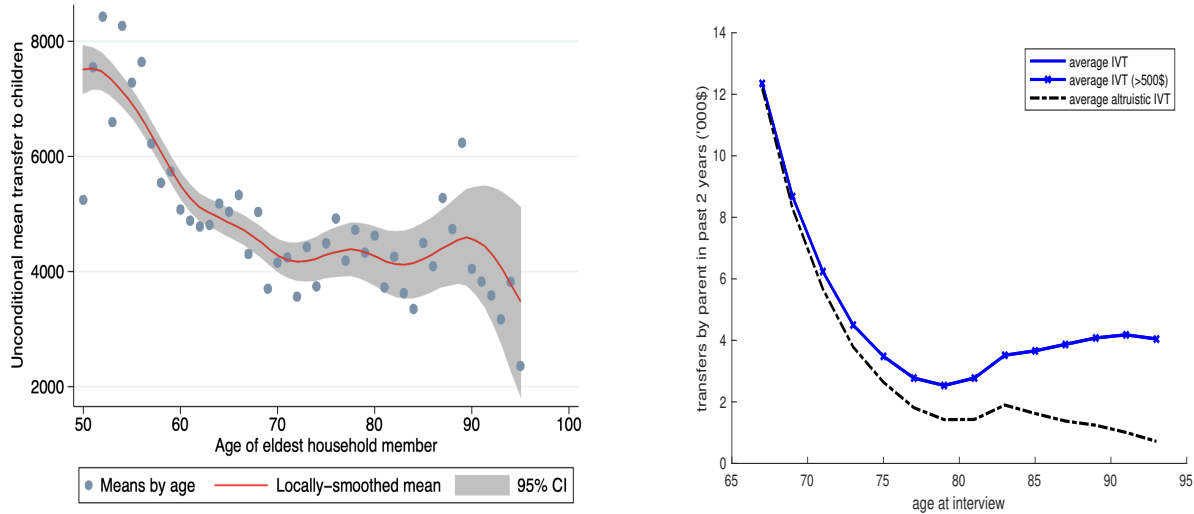 Unconditional mean transfer to children
8000
6000
4000
2000
50 60 70 80 90 100
Age of eldest household member
Means by age Locally−smoothed mean 95% CI
transfers by parent in past 2 years ('000$)
14
12
10
8
6
4
2
0
65 70 75 80 85 90 95
age at interview
average IVT
average IVT (>500$)
average altruistic IVT